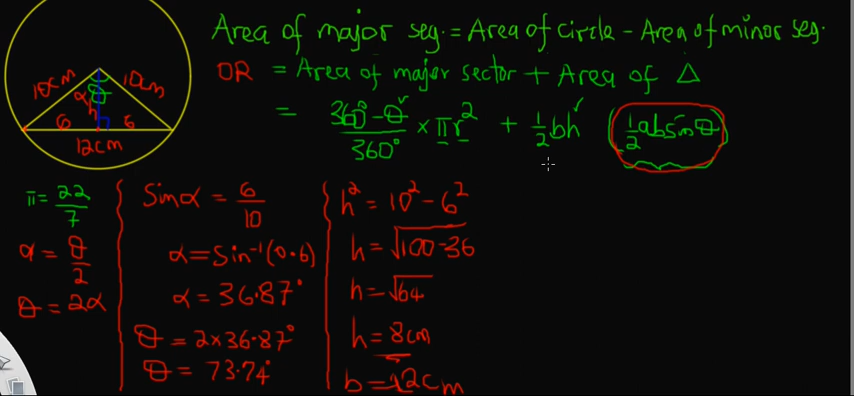 Area of major seg. = Area of circle - Area of minor seg.
OR = Area of major sector + Area of Δ
= 360° - θ / 360° × πr² + 1/2 bh (1/2 ab sin θ)
10cm 10cm
α θ
h
6 6
12cm
π = 22/7
α = θ/2
θ = 2α
Sinα = 6/10
α = Sin⁻¹(0.6)
α = 36.87°
θ = 2×36.87°
θ = 73.74°
h² = 10² - 6²
h = √100-36
h = √64
h = 8cm
b = 12cm